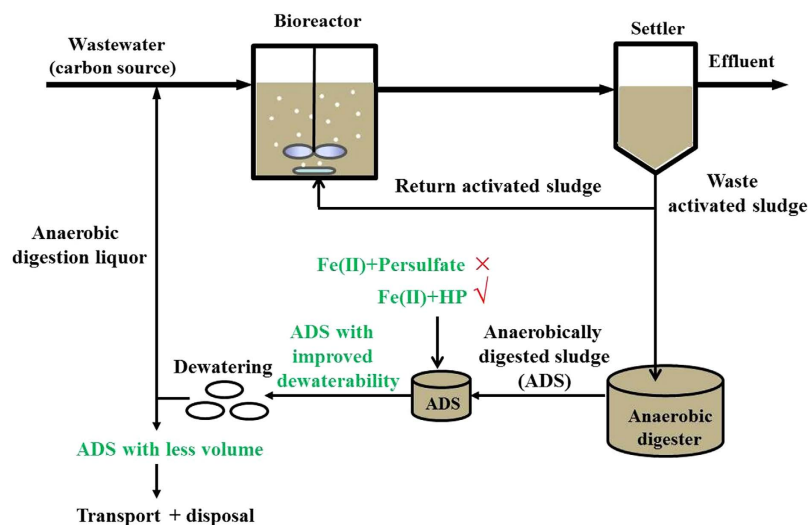 Wastewater
(carbon source)
Bioreactor
Settler
Effluent
Return activated sludge
Waste
activated sludge
Anaerobic
digestion liquor
Fe(II)+Persulfate ×
Fe(II)+HP √
ADS with
improved
dewaterability
Anaerobically
digested sludge
(ADS)
Dewatering
ADS
Anaerobic
digester
ADS with less volume
Transport + disposal